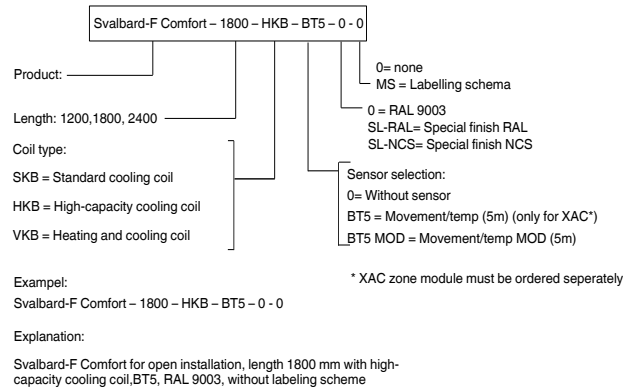 Svalbard-F Comfort – 1800 – HKB – BT5 – 0 - 0
Product:
0= none
MS = Labelling schema
Length: 1200,1800, 2400
0 = RAL 9003
SL-RAL= Special finish RAL
SL-NCS= Special finish NCS
Coil type:
SKB = Standard cooling coil
HKB = High-capacity cooling coil
VKB = Heating and cooling coil
Sensor selection:
0= Without sensor
BT5 = Movement/temp (5m) (only for XAC*)
BT5 MOD = Movement/temp MOD (5m)
* XAC zone module must be ordered seperately
Exampel:
Svalbard-F Comfort – 1800 – HKB – BT5 – 0 - 0
Explanation:
Svalbard-F Comfort for open installation, length 1800 mm with high-
capacity cooling coil,BT5, RAL 9003, without labeling scheme